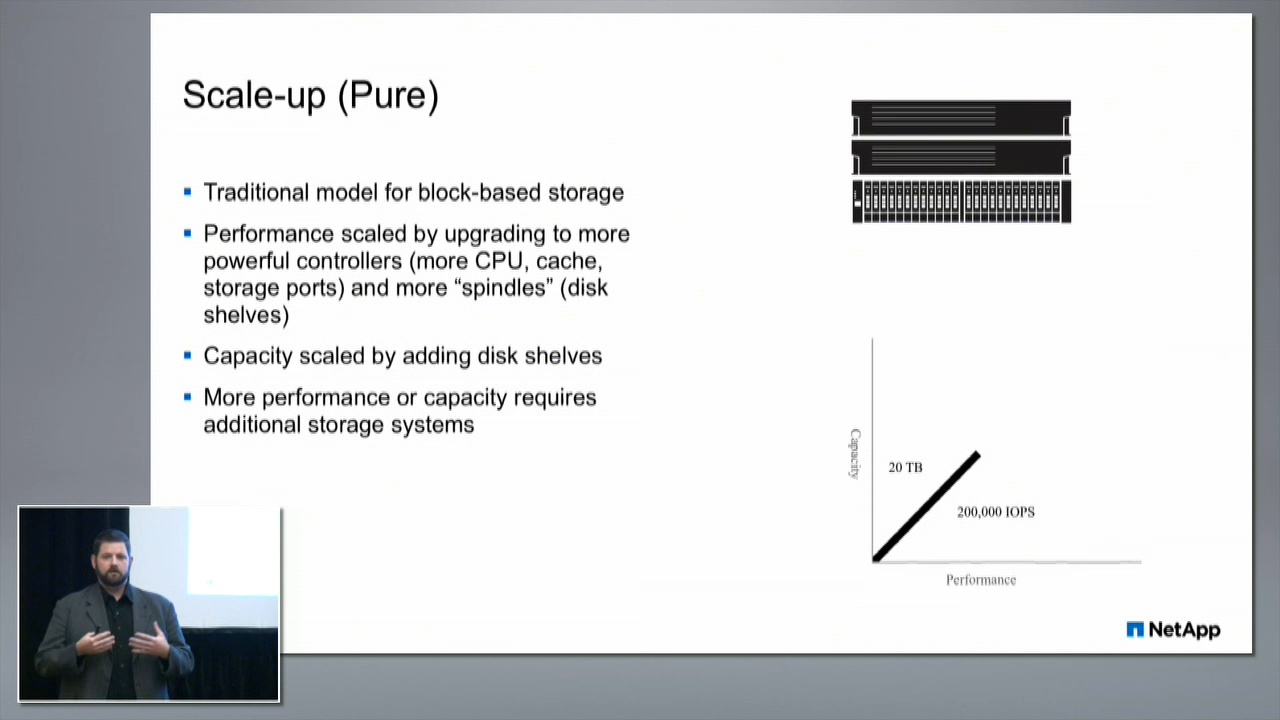 Scale-up (Pure)
Traditional model for block-based storage
Performance scaled by upgrading to more
powerful controllers (more CPU, cache,
storage ports) and more “spindles” (disk
shelves)
Capacity scaled by adding disk shelves
More performance or capacity requires
additional storage systems
Capacity
20 TB
200,000 IOPS
Performance
NetApp